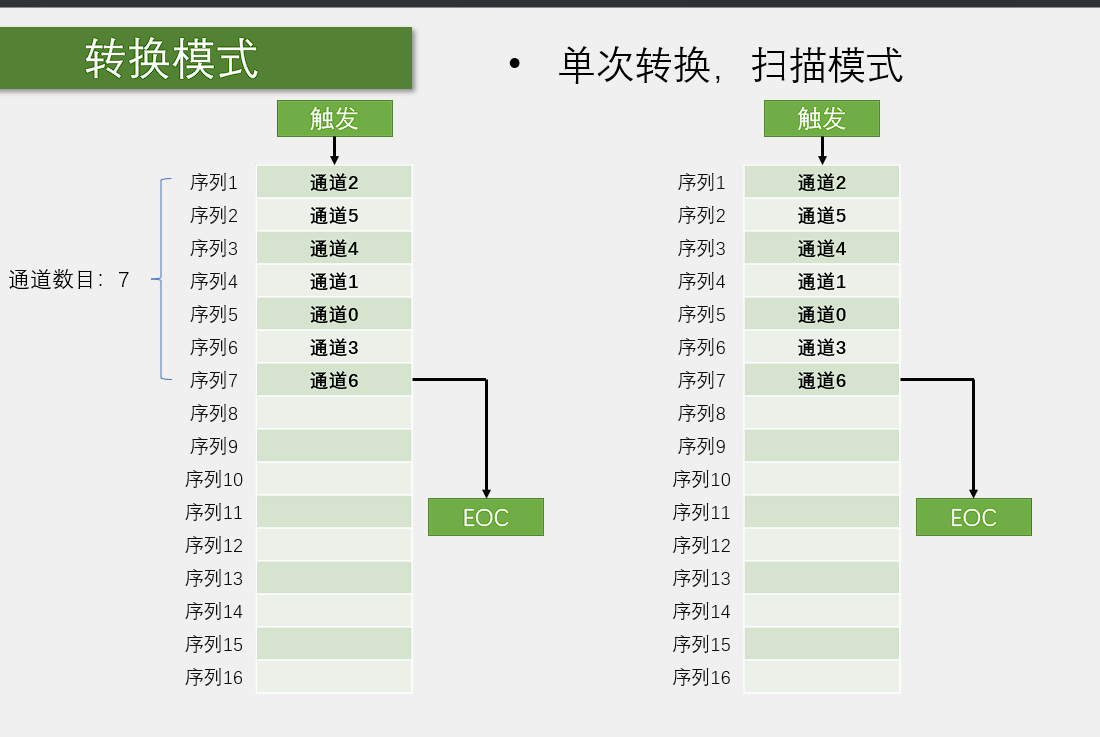 转换模式
• 单次转换，扫描模式
触发
触发
序列1 通道2
序列2 通道5
序列3 通道4
序列4 通道1
序列5 通道0
序列6 通道3
序列7 通道6
序列8
序列9
序列10
序列11
序列12
序列13
序列14
序列15
序列16
通道数目：7
EOC
序列1 通道2
序列2 通道5
序列3 通道4
序列4 通道1
序列5 通道0
序列6 通道3
序列7 通道6
序列8
序列9
序列10
序列11
序列12
序列13
序列14
序列15
序列16
EOC